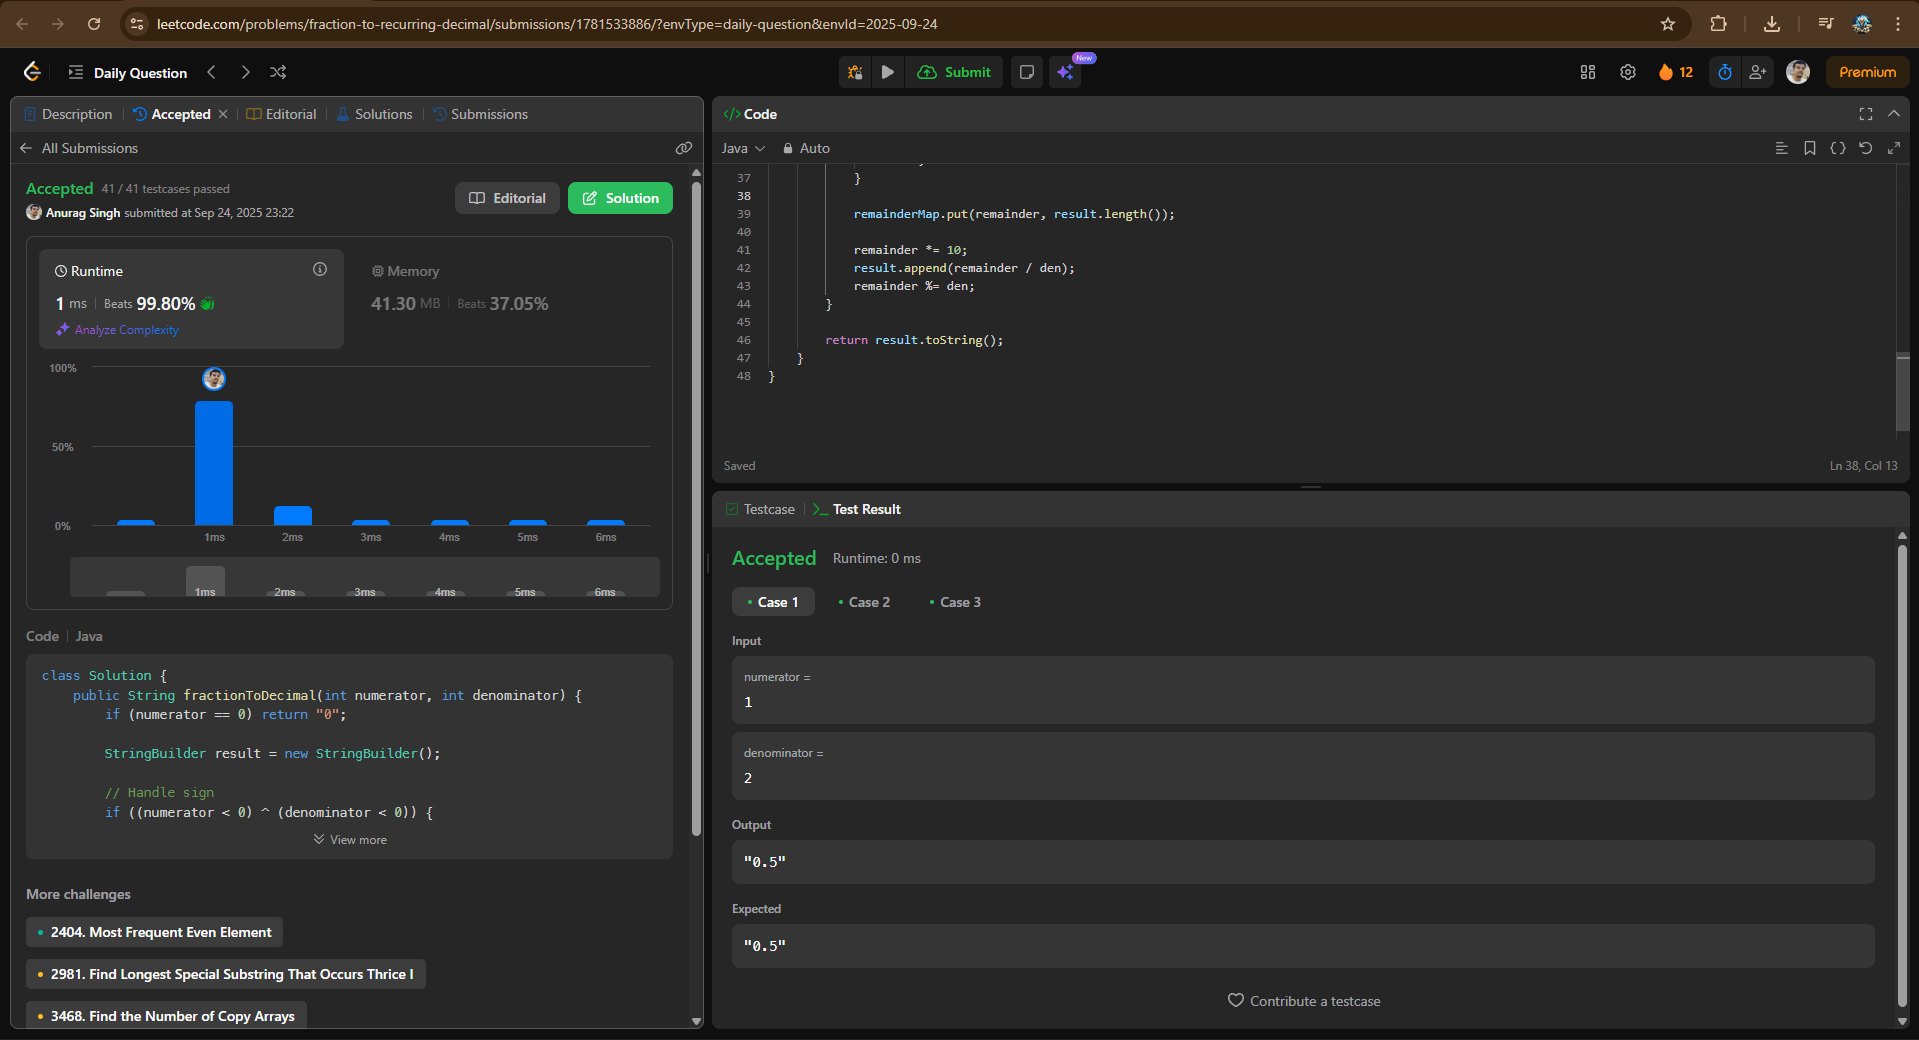 leetcode.com/problems/fraction-to-recurring-decimal/submissions/1781533886/?envType=daily-question&envId=2025-09-24
Daily Question
Submit
New
12
Premium
Description
Accepted
Editorial
Solutions
Submissions
All Submissions
Accepted 41 / 41 testcases passed
Anurag Singh submitted at Sep 24, 2025 23:22
Editorial
Solution
Runtime
1 ms Beats 99.80%
Analyze Complexity
Memory
41.30 MB Beats 37.05%
100%
50%
0%
1ms 2ms 3ms 4ms 5ms 6ms
1ms 2ms 3ms 4ms 5ms 6ms
Code Java
class Solution {
public String fractionToDecimal(int numerator, int denominator) {
if (numerator == 0) return "0";
StringBuilder result = new StringBuilder();
// Handle sign
if ((numerator < 0) ^ (denominator < 0)) {
View more
More challenges
2404. Most Frequent Even Element
2981. Find Longest Special Substring That Occurs Thrice I
3468. Find the Number of Copy Arrays
</> Code
Java Auto
37 }
38
39 remainderMap.put(remainder, result.length());
40
41 remainder *= 10;
42 result.append(remainder / den);
43 remainder %= den;
44 }
45
46 return result.toString();
47 }
48 }
Saved
Ln 38, Col 13
Testcase
Test Result
Accepted Runtime: 0 ms
Case 1
Case 2
Case 3
Input
numerator =
1
denominator =
2
Output
"0.5"
Expected
"0.5"
Contribute a testcase